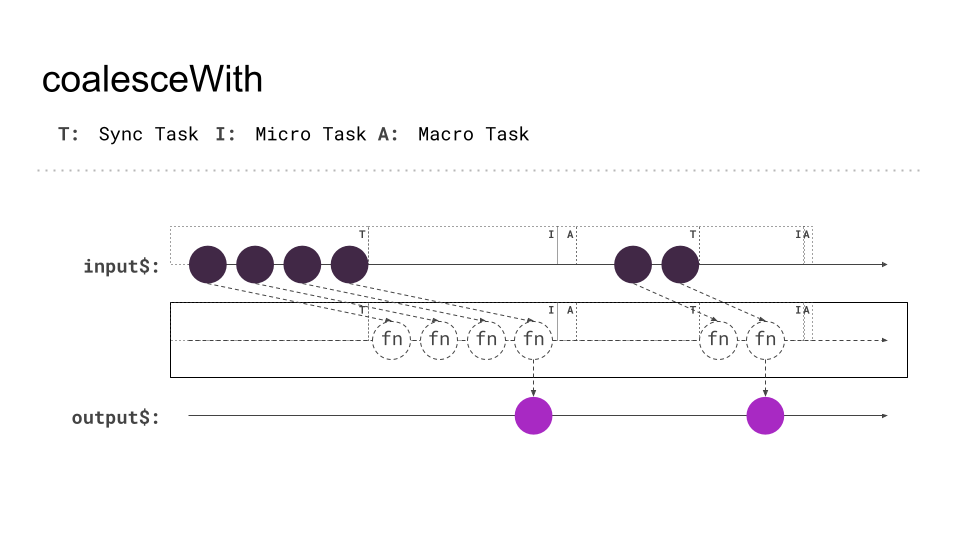 coalesceWith
T: Sync Task I: Micro Task A: Macro Task
T I A T I A
input$:
T I A T I A
fn fn fn fn fn fn
output$: